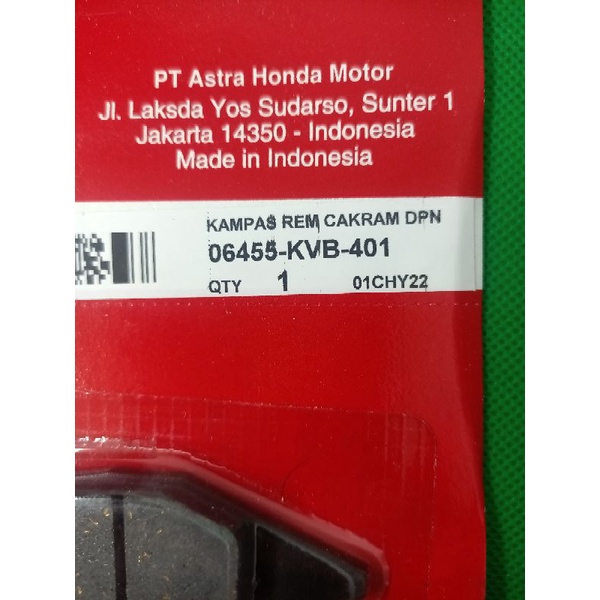 PT Astra Honda Motor
Jl. Laksda Yos Sudarso, Sunter 1
Jakarta 14350 - Indonesia
Made in Indonesia
KAMPAS REM CAKRAM DPN
06455-KVB-401
QTY 1 01CHY22